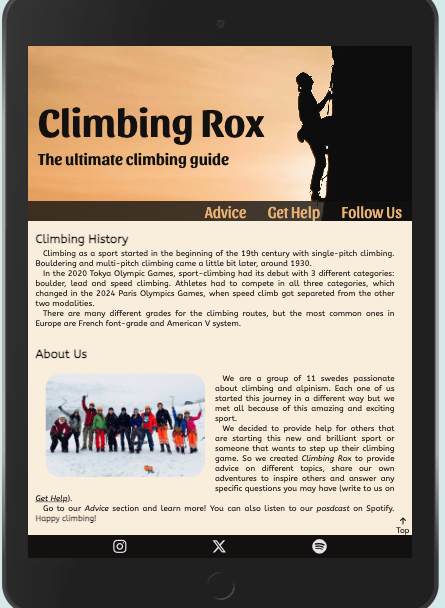 Climbing Rox
The ultimate climbing guide
Advice Get Help Follow Us
Climbing History
Climbing as a sport started in the beginning of the 19th century with single-pitch climbing.
Bouldering and multi-pitch climbing came a little bit later, around 1930.
In the 2020 Tokya Olympic Games, sport-climbing had its debut with 3 different categories:
boulder, lead and speed climbing. Athletes had to compete in all three categories, which
changed in the 2024 Paris Olympics Games, when speed climb got separated from the other
two modalities.
There are many different grades for the climbing routes, but the most common ones in
Europe are French font-grade and American V system.
About Us
We are a group of 11 swedes passionate
about climbing and alpinism. Each one of us
started this journey in a different way but we
met all because of this amazing and exciting
sport.
We decided to provide help for others that
are starting this new and brilliant sport or
someone that wants to step up their climbing
game. So we created Climbing Rox to provide
advice on different topics, share our own
adventures to inspire others and answer any
specific questions you may have (write to us on
Get Help).
Go to our Advice section and learn more! You can also listen to our posdcast on Spotify.
Happy climbing!
Top